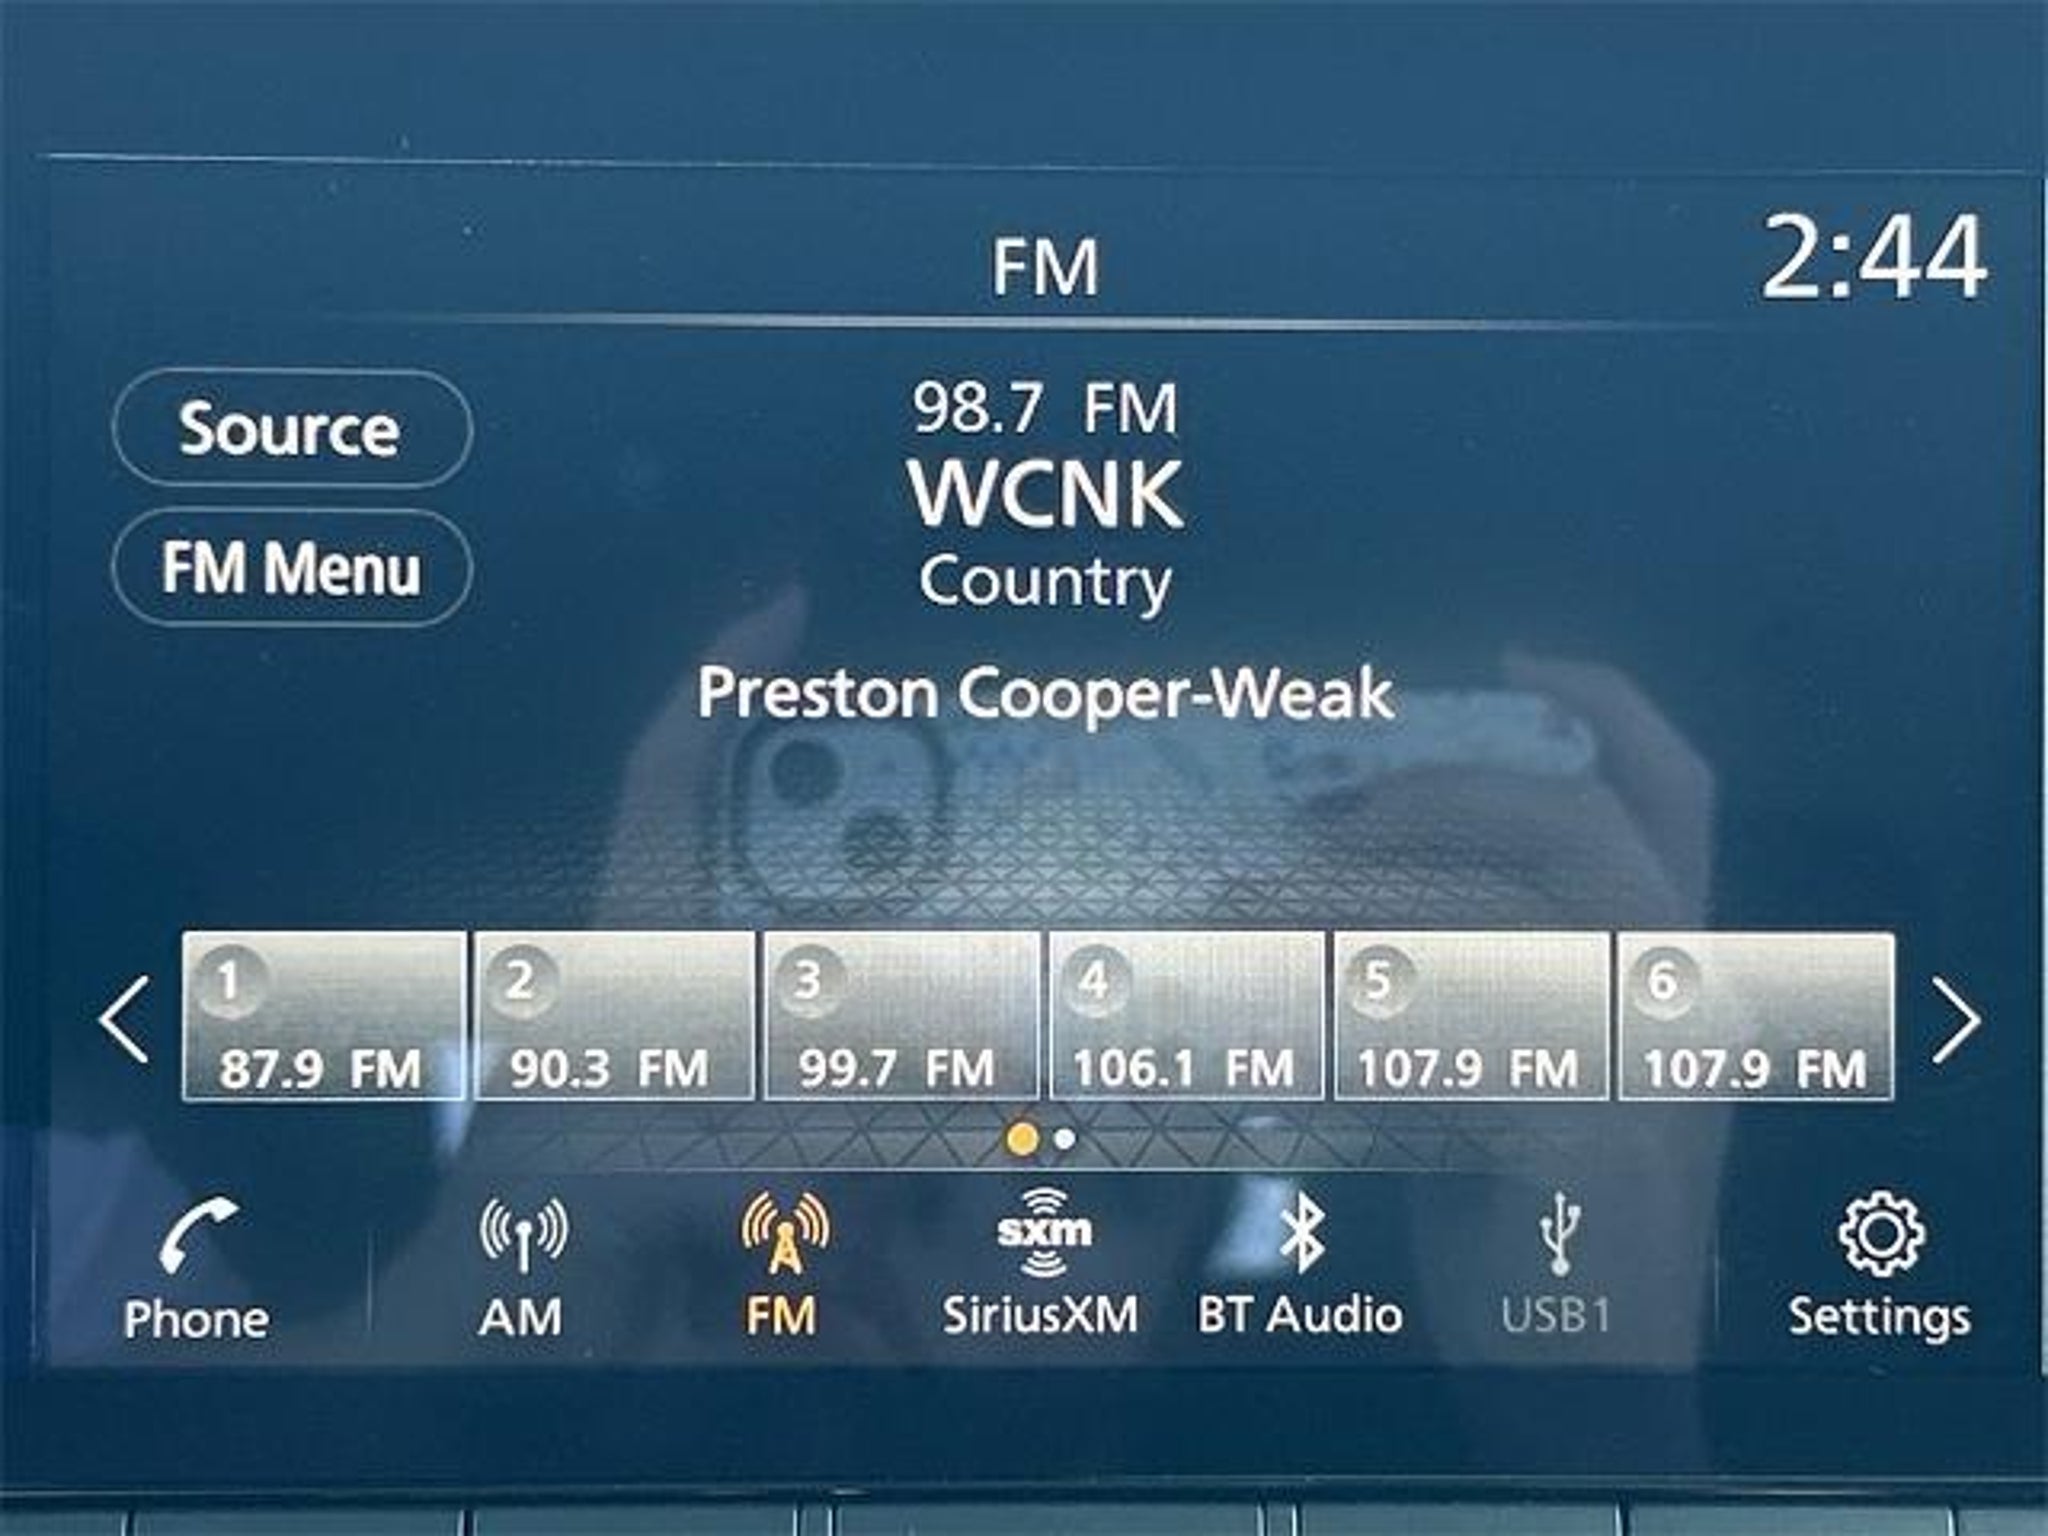 FM
2:44
Source
98.7 FM
WCNK
FM Menu
Country
Preston Cooper-Weak
1
2
3
4
5
6
87.9 FM
90.3 FM
99.7 FM
106.1 FM
107.9 FM
107.9 FM
sxm
Phone
AM
FM
SiriusXM
BT Audio
USB1
Settings